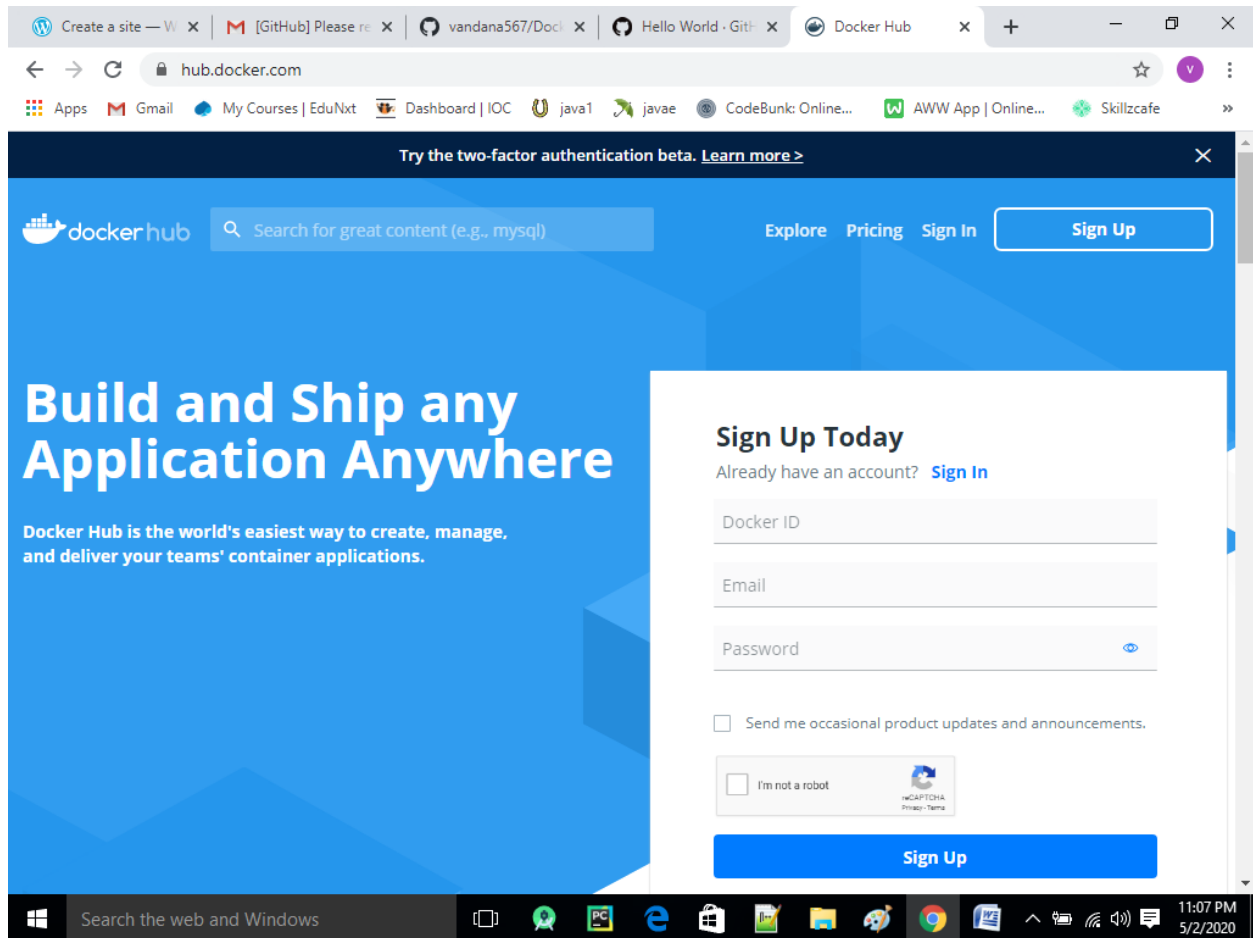 Create a site — W
[GitHub] Please re
vandana567/Dock
Hello World · GitH
Docker Hub
hub.docker.com
V
Apps
Gmail
My Courses | EduNxt
Dashboard | IOC
java1
javae
CodeBunk: Online...
AWW App | Online...
Skillzcafe
»
Try the two-factor authentication beta. Learn more >
dockerhub
Search for great content (e.g., mysql)
Explore
Pricing
Sign In
Sign Up
Build and Ship any
Application Anywhere
Docker Hub is the world's easiest way to create, manage,
and deliver your teams' container applications.
Sign Up Today
Already have an account? Sign In
Docker ID
Email
Password
Send me occasional product updates and announcements.
I'm not a robot
reCAPTCHA
Privacy - Terms
Sign Up
Search the web and Windows
PC
11:07 PM
5/2/2020